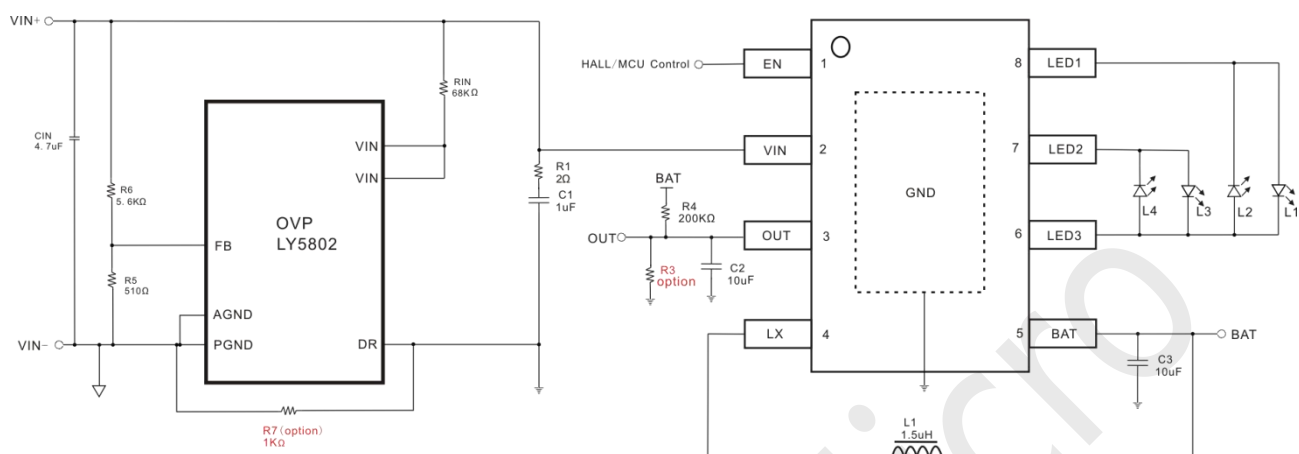 VIN+
CIN
4.7uF
R6
5.6KΩ
R5
510Ω
VIN-
OVP
LY5802
VIN
VIN
FB
AGND
PGND
DR
RIN
68KΩ
R7(option)
1KΩ
R1
2Ω
C1
1uF
HALL/MCU Control
BAT
R4
200KΩ
OUT
R3
option
C2
10uF
EN
1
VIN
2
OUT
3
LX
4
GND
8
LED1
7
LED2
6
LED3
5
BAT
L4
L3
L2
L1
BAT
C3
10uF
L1
1.5uH
icro